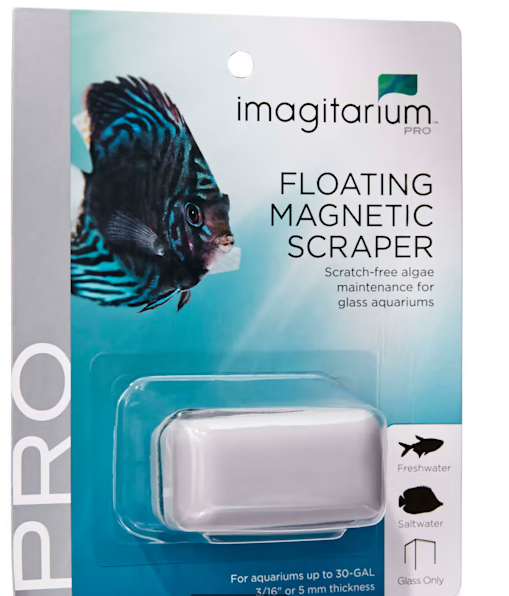 imagitarium™
PRO
FLOATING
MAGNETIC
SCRAPER
Scratch-free algae
maintenance for
glass aquariums
PRO
Freshwater
Saltwater
Glass Only
For aquariums up to 30-GAL
3/16" or 5 mm thickness